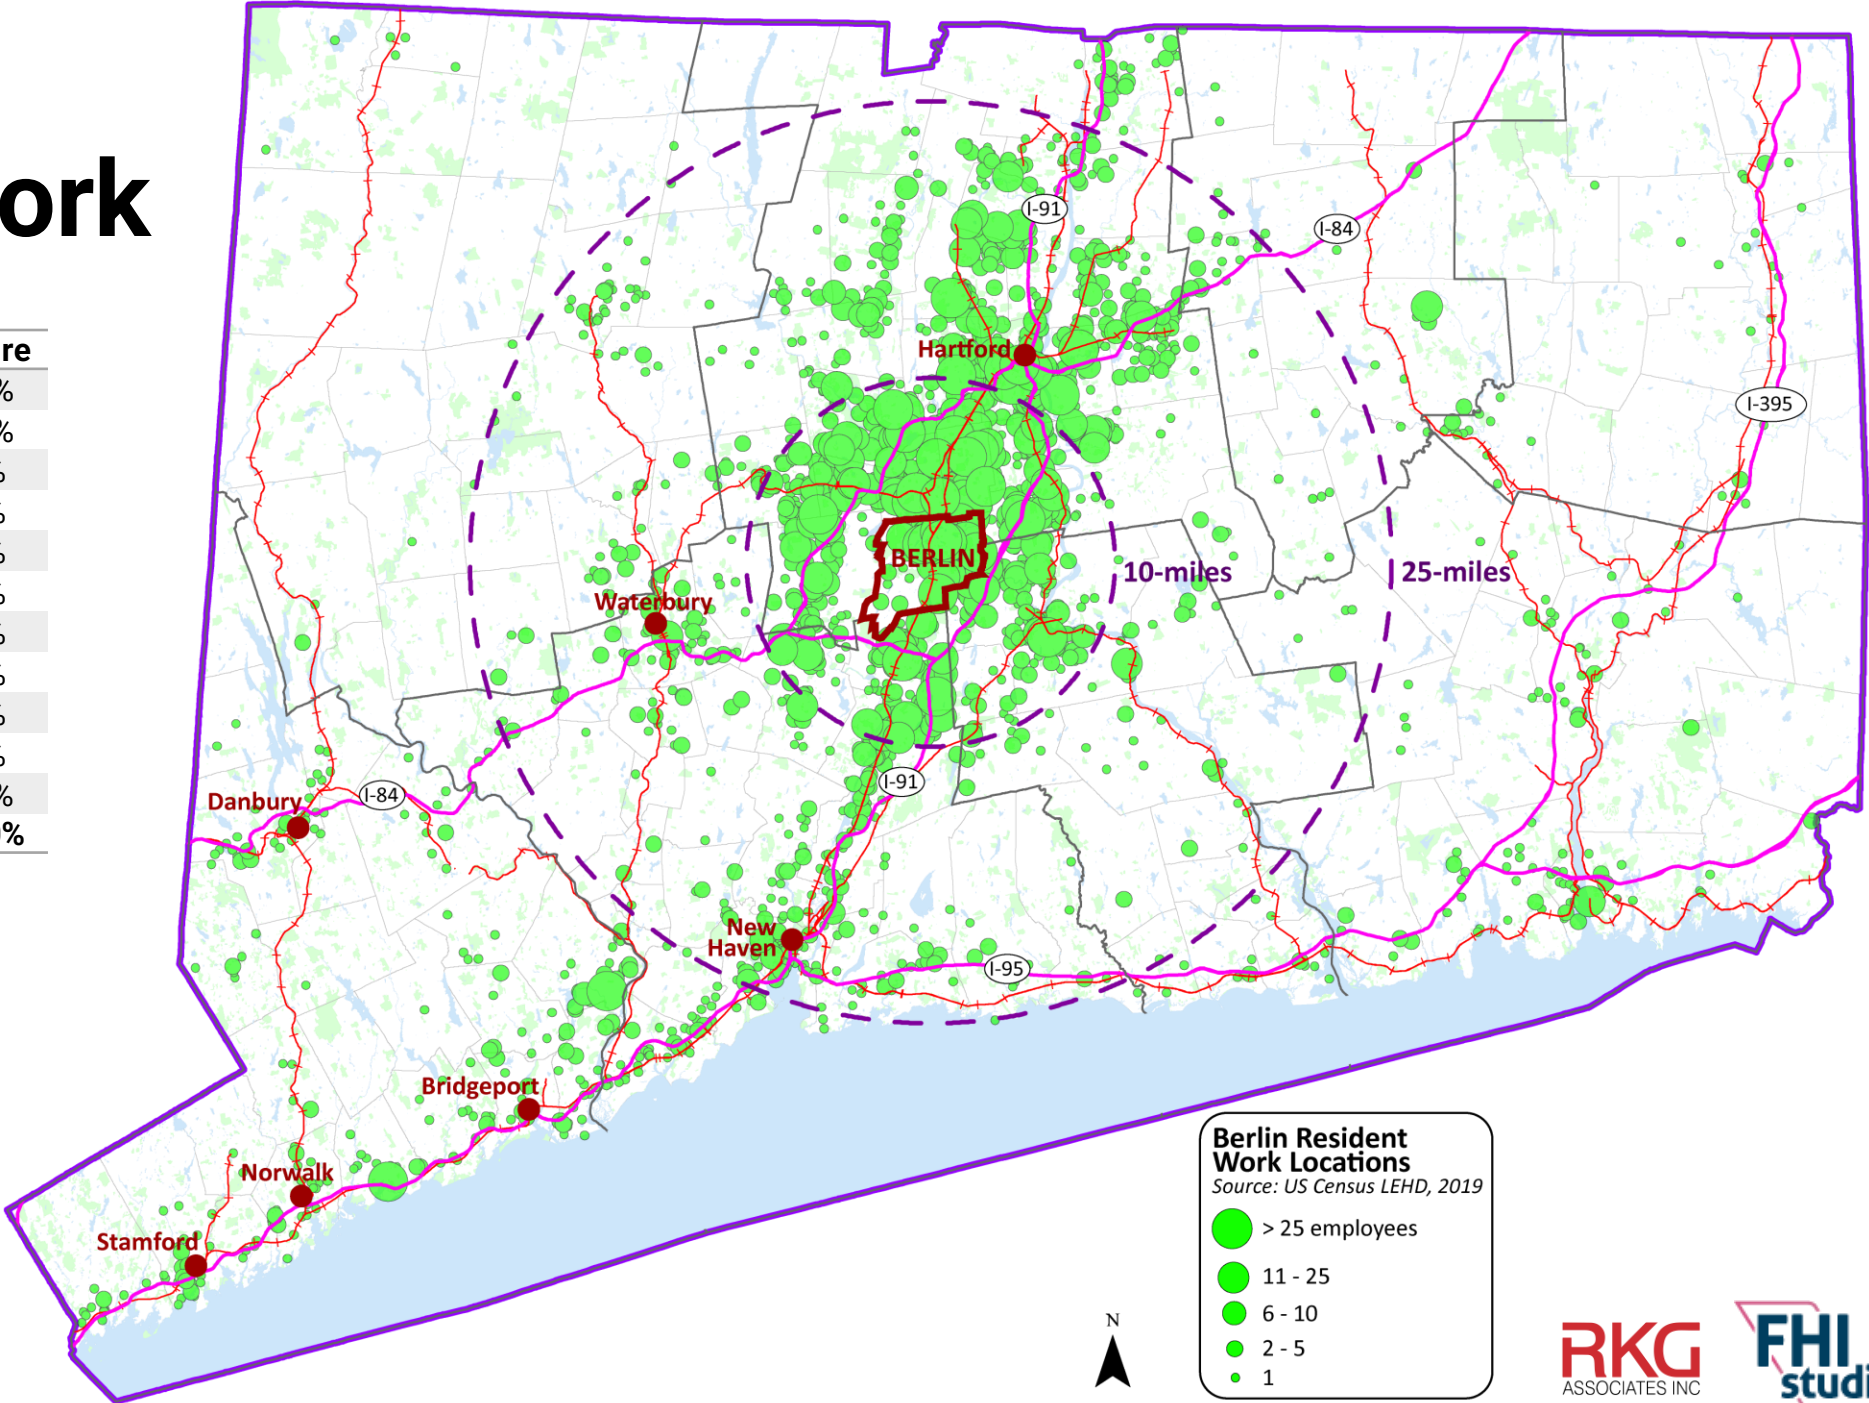 ork
re
%
%
%
%
%
%
%
%
%
%
%
%
I-91
I-84
Hartford
I-395
BERLIN
10-miles
25-miles
Waterbury
I-91
Danbury
I-84
New
Haven
I-95
Bridgeport
Norwalk
Stamford
Berlin Resident
Work Locations
Source: US Census LEHD, 2019
> 25 employees
11 - 25
6 - 10
2 - 5
1
N
RKG
ASSOCIATES INC
FHI
studi